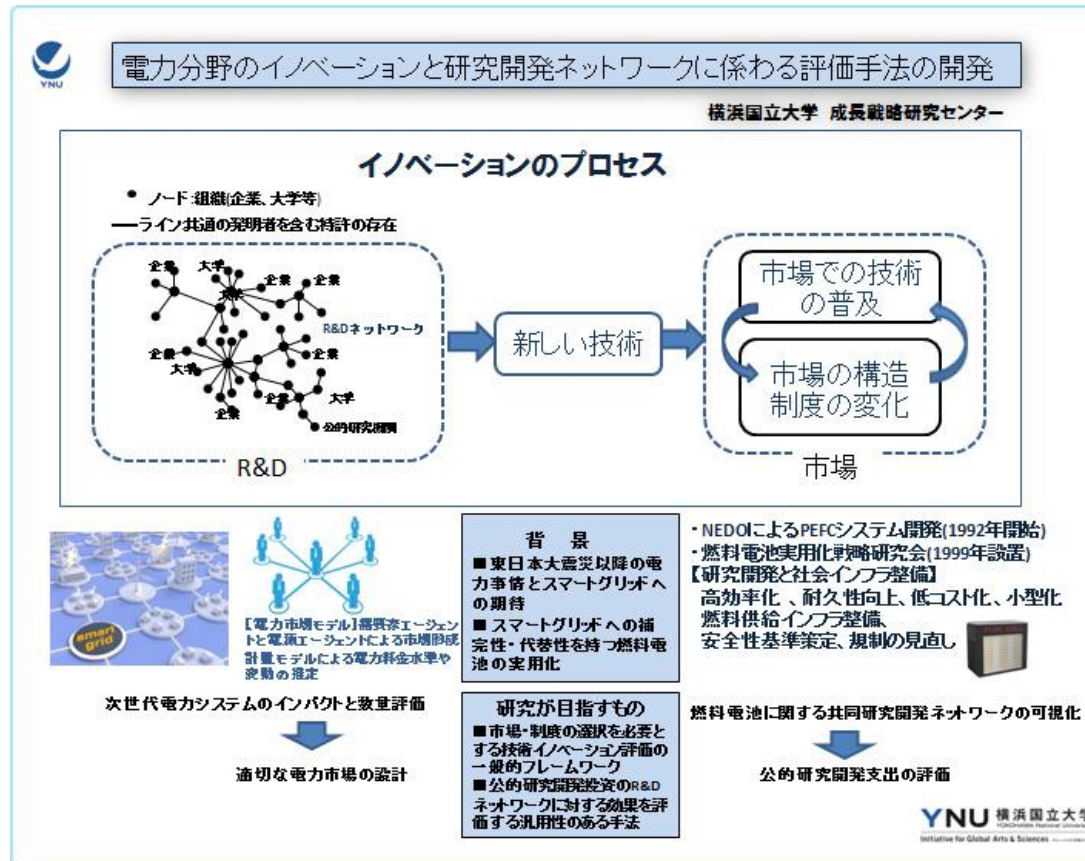 YNU
電力分野のイノベーションと研究開発ネットワークに係わる評価手法の開発
横浜国立大学 成長戦略研究センター
イノベーションのプロセス
● ノード:組織(企業、大学等)
―ライン共通の発明者を含む特許の存在
企業
大学
企業
企業
大学
R&Dネットワーク
企業
大学
企業
企業
企業
大学
公的研究機関
R&D
新しい技術
市場での技術
の普及
市場の構造
制度の変化
市場
smart
grid
【電力市場モデル】需要家エージェン
トと電源エージェントによる市場形成
計量モデルによる電力料金水準や
変動の推定
次世代電力システムのインパクトと数量評価
適切な電力市場の設計
背 景
■東日本大震災以降の電
力事情とスマートグリッドへ
の期待
■ スマートグリッドへの補
完性・代替性を持つ燃料電
池の実用化
研究が目指すもの
■市場・制度の選択を必要と
する技術イノベーション評価の
一般的フレームワーク
■公的研究開発投資のR&D
ネットワークに対する効果を評
価する汎用性のある手法
・NEDOによるPEFCシステム開発(1992年開始)
・燃料電池実用化戦略研究会(1999年設置)
【研究開発と社会インフラ整備】
高効率化 、耐久性向上、低コスト化、小型化
燃料供給インフラ整備、
安全性基準策定、規制の見直し
燃料電池に関する共同研究開発ネットワークの可視化
公的研究開発支出の評価
YNU 横浜国立大学
Initiative for Global Arts & Sciences